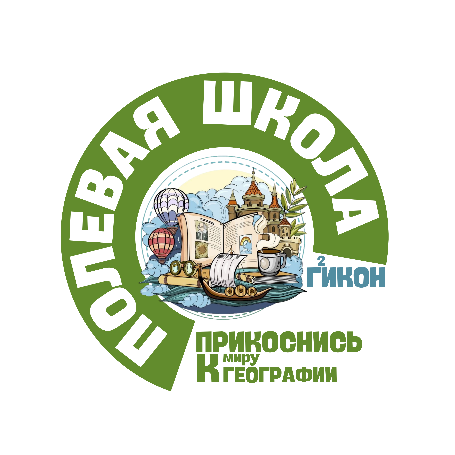 ПОЛЕВАЯ ШКОЛА
2
ГИКОН
ПРИКОСНИСЬ
К миру
ГЕОГРАФИИ